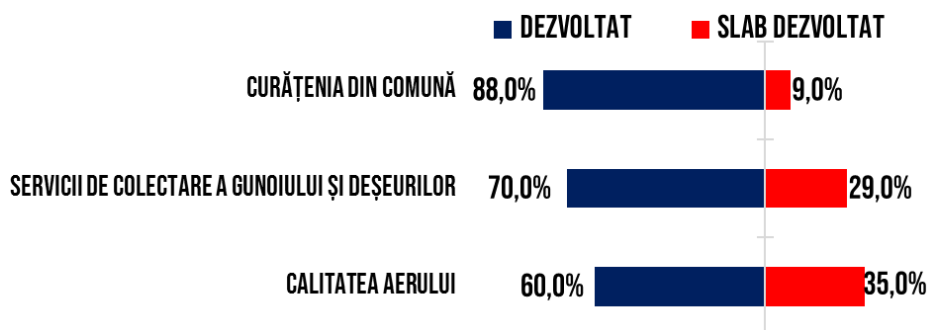 DEZVOLTAT SLAB DEZVOLTAT
CURĂȚENIA DIN COMUNĂ 88,0% 9,0%
SERVICII DE COLECTARE A GUNOIULUI ȘI DEȘEURILOR 70,0% 29,0%
CALITATEA AERULUI 60,0% 35,0%